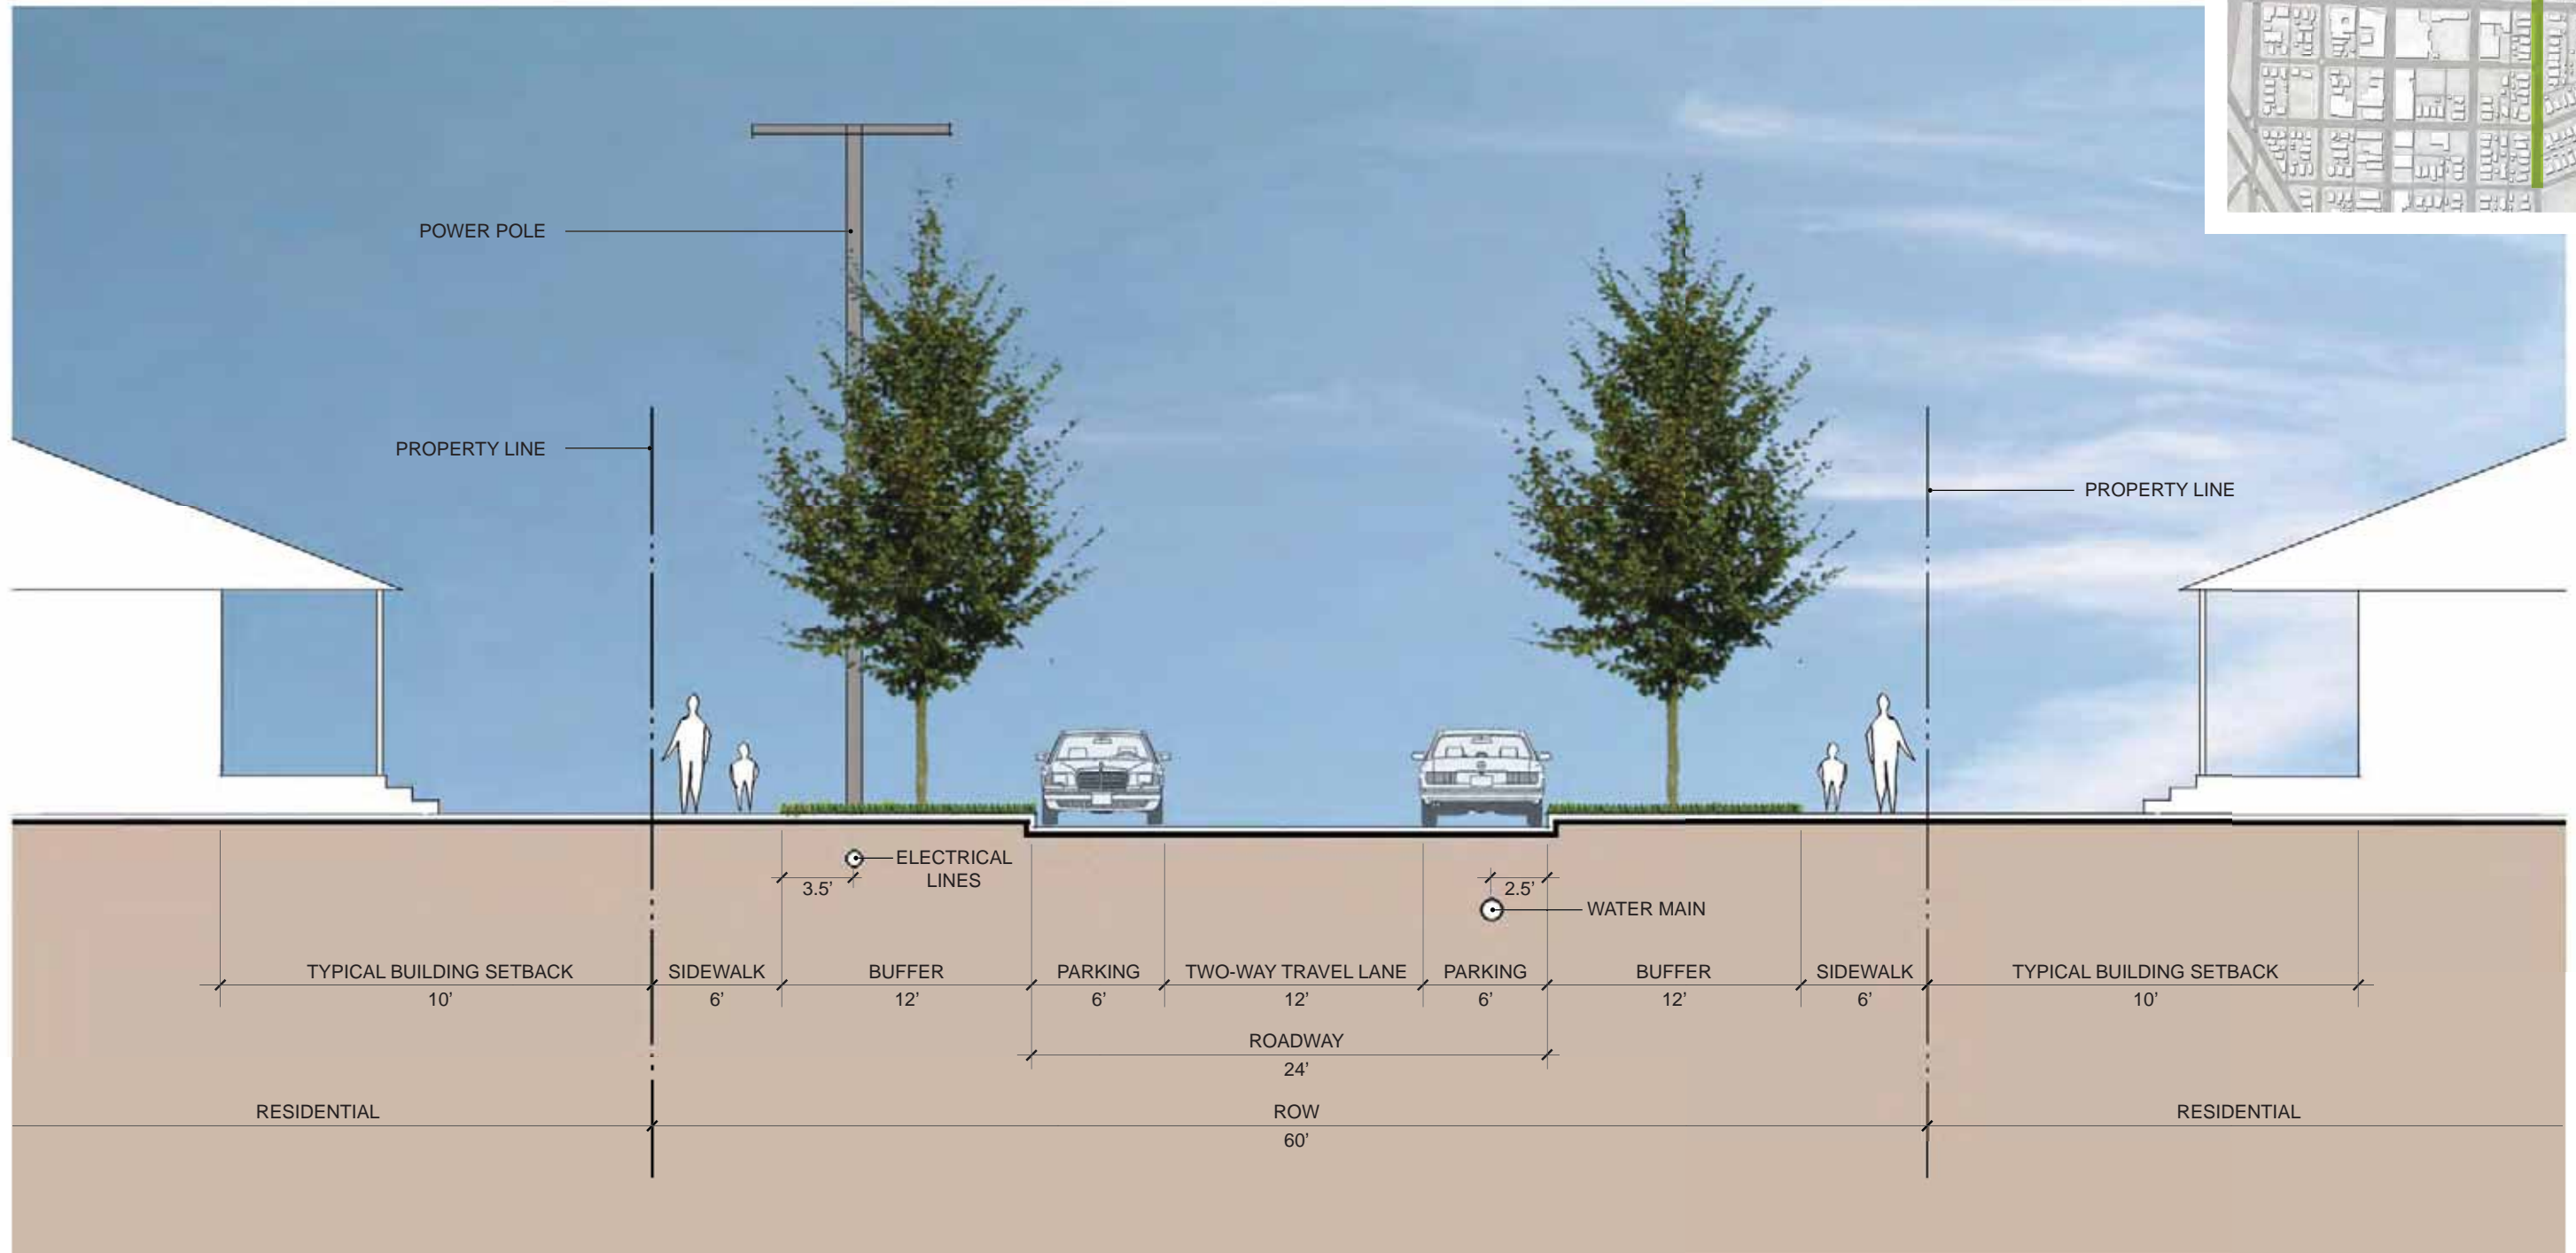 POWER POLE
PROPERTY LINE
PROPERTY LINE
ELECTRICAL
LINES
3.5’
2.5’
WATER MAIN
TYPICAL BUILDING SETBACK
10’
SIDEWALK
6’
BUFFER
12’
PARKING
6’
TWO-WAY TRAVEL LANE
12’
PARKING
6’
BUFFER
12’
SIDEWALK
6’
TYPICAL BUILDING SETBACK
10’
ROADWAY
24’
RESIDENTIAL
ROW
60’
RESIDENTIAL